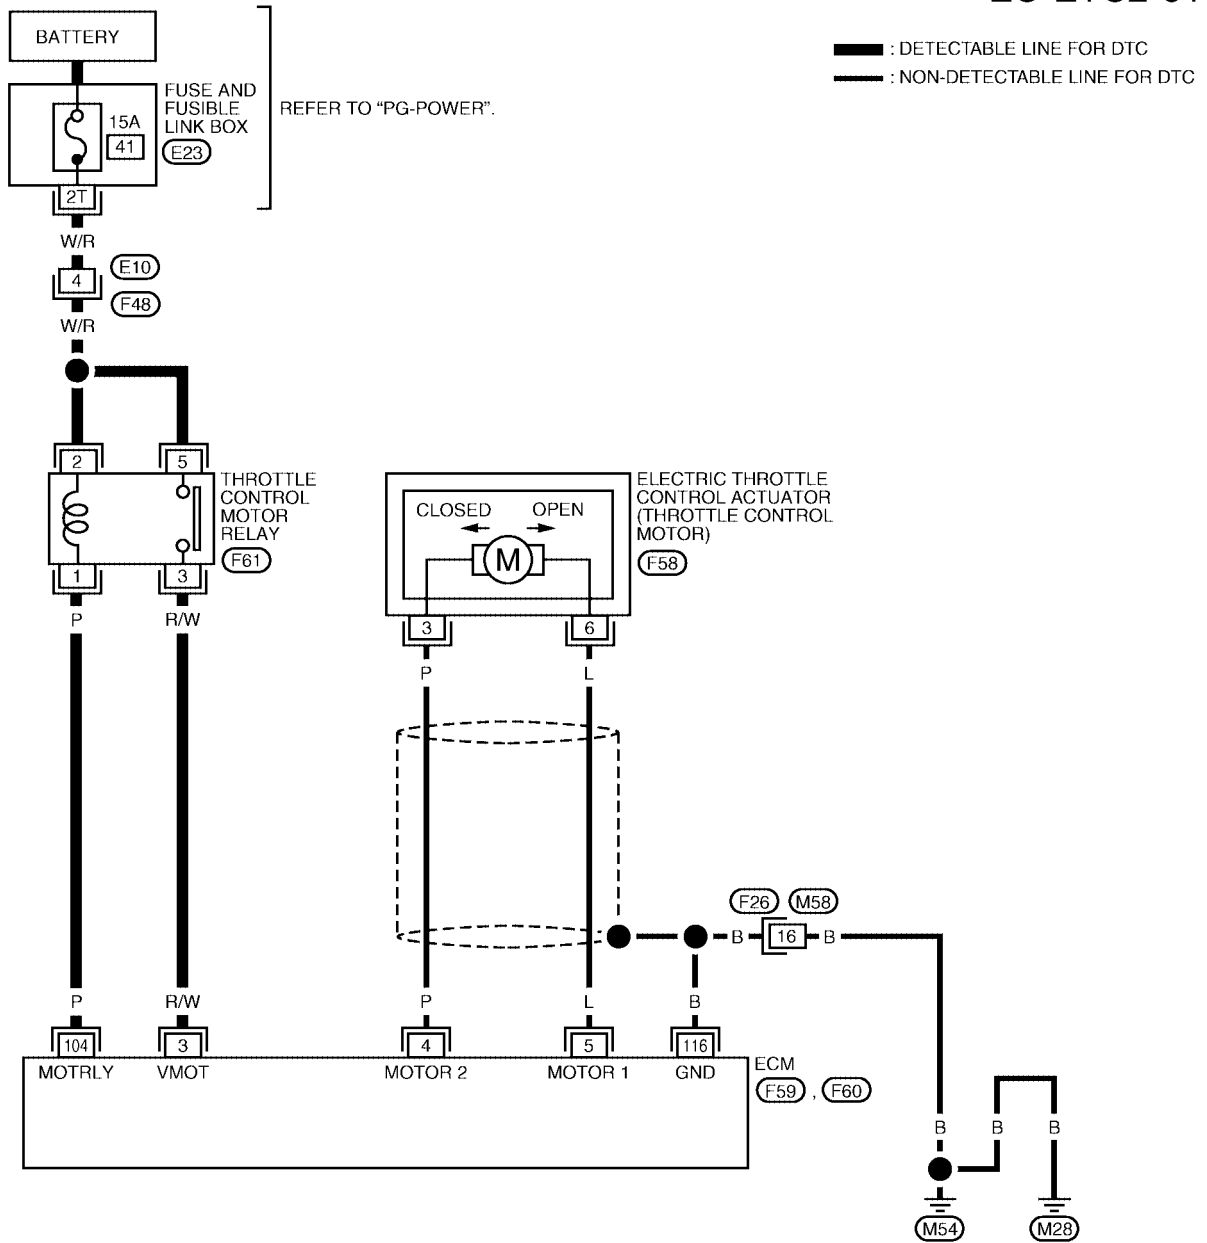 BATTERY
: DETECTABLE LINE FOR DTC
: NON-DETECTABLE LINE FOR DTC
FUSE AND
FUSIBLE
LINK BOX
E23
15A
41
REFER TO “PG-POWER”.
2T
W/R
4
E10
F48
W/R
2
5
THROTTLE
CONTROL
MOTOR
RELAY
F61
1
3
P
R/W
CLOSED
OPEN
M
ELECTRIC THROTTLE
CONTROL ACTUATOR
(THROTTLE CONTROL
MOTOR)
F58
3
6
P
L
F26
M58
B
16
B
P
R/W
P
L
B
104
3
4
5
116
MOTRLY
VMOT
MOTOR 2
MOTOR 1
GND
ECM
F59 , F60
B
B
B
M54
M28